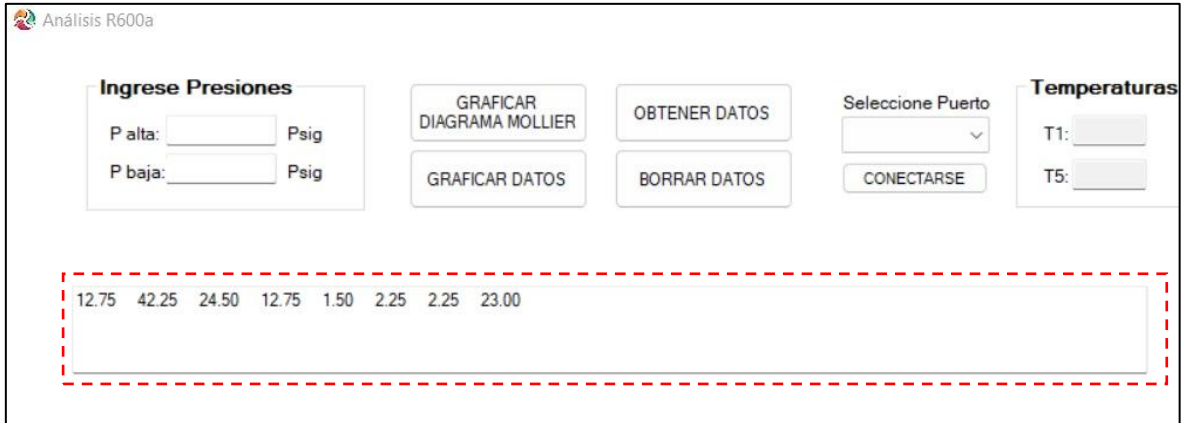 Análisis R600a
Ingrese Presiones
P alta: Psig
P baja: Psig
GRAFICAR
DIAGRAMA MOLLIER
OBTENER DATOS
GRAFICAR DATOS
BORRAR DATOS
Seleccione Puerto
CONECTARSE
Temperaturas
T1:
T5:
12.75 42.25 24.50 12.75 1.50 2.25 2.25 23.00